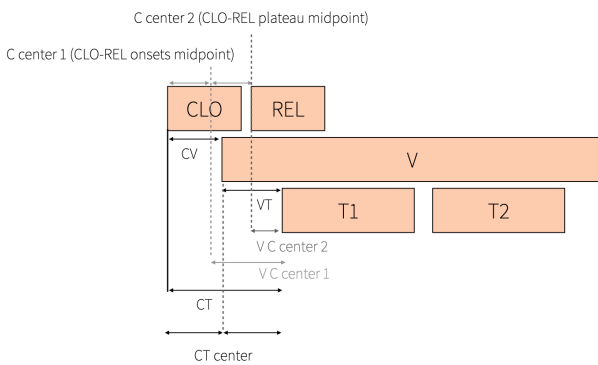 C center 2 (CLO-REL plateau midpoint)
C center 1 (CLO-REL onsets midpoint)
CLO
REL
CV
V
VT
T1
T2
V C center 2
V C center 1
CT
CT center